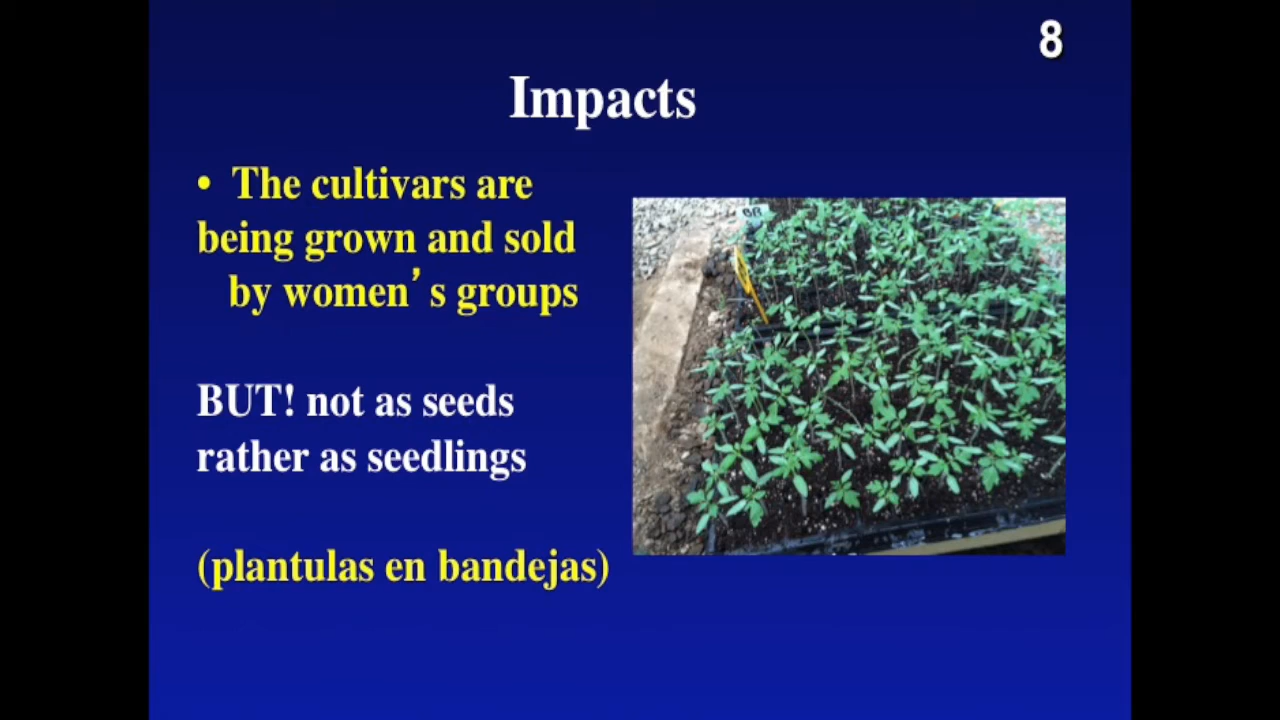 8
Impacts
• The cultivars are
being grown and sold
by women’s groups
BUT! not as seeds
rather as seedlings
(plantulas en bandejas)